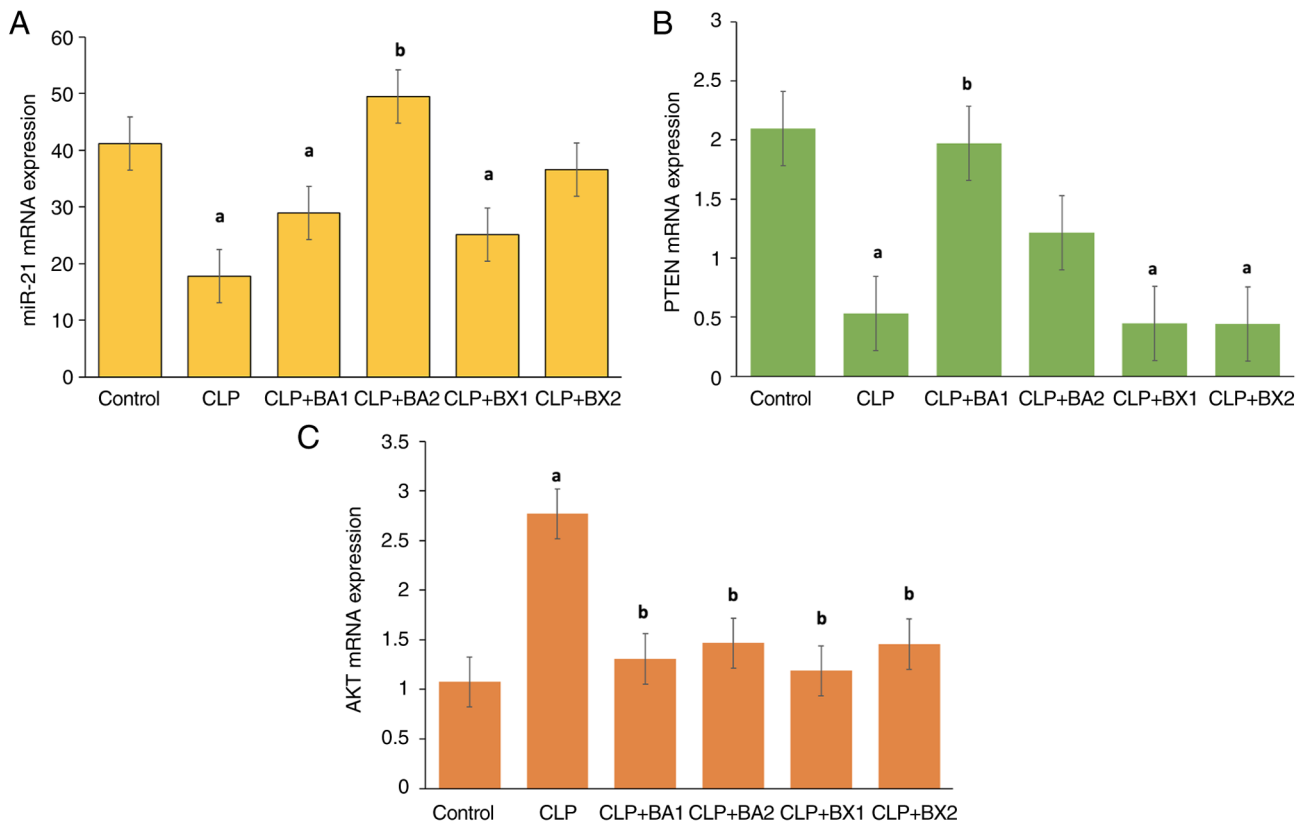 A
miR-21 mRNA expression
60
50
40
30
20
10
0
a
a
b
a
Control CLP CLP+BA1 CLP+BA2 CLP+BX1 CLP+BX2
B
PTEN mRNA expression
3
2.5
2
1.5
1
0.5
0
a
b
a
a
Control CLP CLP+BA1 CLP+BA2 CLP+BX1 CLP+BX2
C
AKT mRNA expression
3.5
3
2.5
2
1.5
1
0.5
0
a
b
b
b
b
Control CLP CLP+BA1 CLP+BA2 CLP+BX1 CLP+BX2